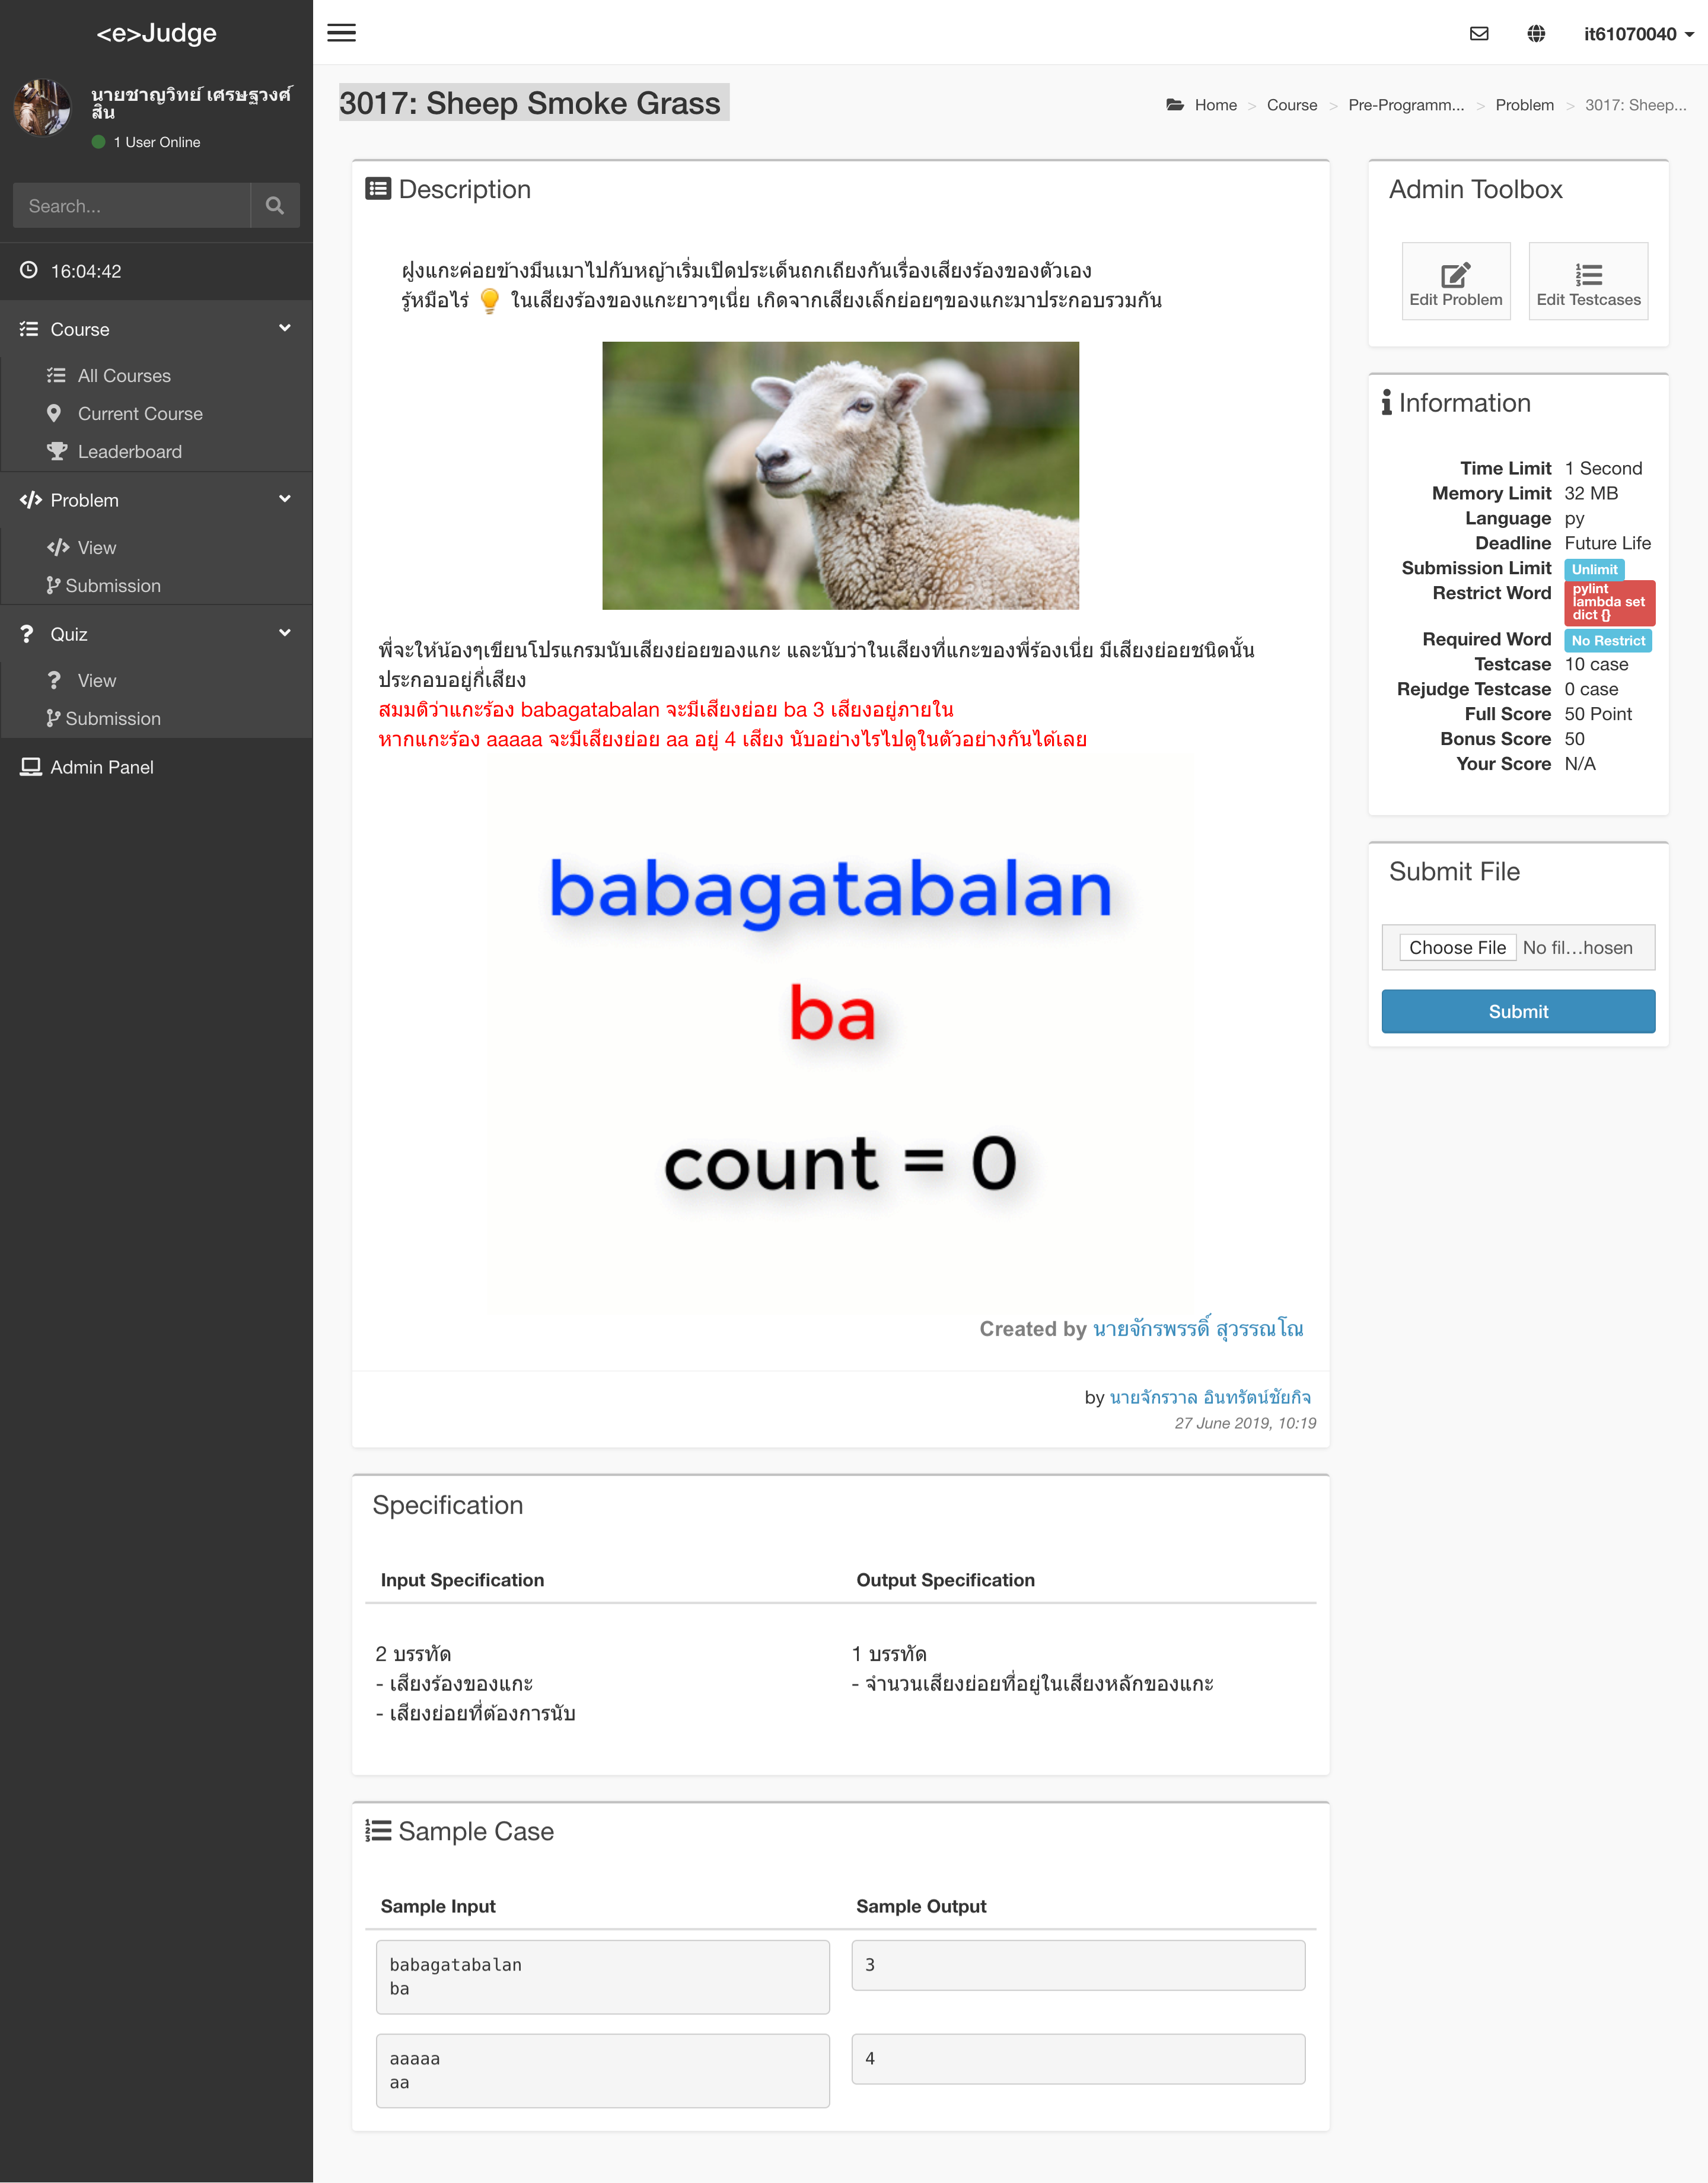 <e>Judge
it61070040
นายชาญวิทย์ เศรษฐวงศ์
สิน
1 User Online
Search...
16:04:42
Course
All Courses
Current Course
Leaderboard
Problem
View
Submission
Quiz
View
Submission
Admin Panel
3017: Sheep Smoke Grass
Home > Course > Pre-Programm... > Problem > 3017: Sheep...
Description
ฝูงแกะค่อยข้างมึนเมาไปกับหญ้าเริ่มเปิดประเด็นถกเถียงกันเรื่องเสียงร้องของตัวเอง
รู้หมือไร่ 💡 ในเสียงร้องของแกะยาวๆเนี่ย เกิดจากเสียงเล็กย่อยๆของแกะมาประกอบรวมกัน
พี่จะให้น้องๆเขียนโปรแกรมนับเสียงย่อยของแกะ และนับว่าในเสียงที่แกะของพี่ร้องเนี่ย มีเสียงย่อยชนิดนั้น
ประกอบอยู่กี่เสียง
สมมติว่าแกะร้อง babagatabalan จะมีเสียงย่อย ba 3 เสียงอยู่ภายใน
หากแกะร้อง aaaaa จะมีเสียงย่อย aa อยู่ 4 เสียง นับอย่างไรไปดูในตัวอย่างกันได้เลย
babagatabalan
ba
count = 0
Created by นายจักรพรรดิ์ สุวรรณโณ
by นายจักรวาล อินทรัตน์ชัยกิจ
27 June 2019, 10:19
Specification
Input Specification
Output Specification
2 บรรทัด
- เสียงร้องของแกะ
- เสียงย่อยที่ต้องการนับ
1 บรรทัด
- จำนวนเสียงย่อยที่อยู่ในเสียงหลักของแกะ
Sample Case
Sample Input
Sample Output
babagatabalan
ba
3
aaaaa
aa
4
Admin Toolbox
Edit Problem
Edit Testcases
Information
Time Limit 1 Second
Memory Limit 32 MB
Language py
Deadline Future Life
Submission Limit Unlimit
Restrict Word pylint
lambda set
dict {}
Required Word No Restrict
Testcase 10 case
Rejudge Testcase 0 case
Full Score 50 Point
Bonus Score 50
Your Score N/A
Submit File
Choose File No fil...hosen
Submit